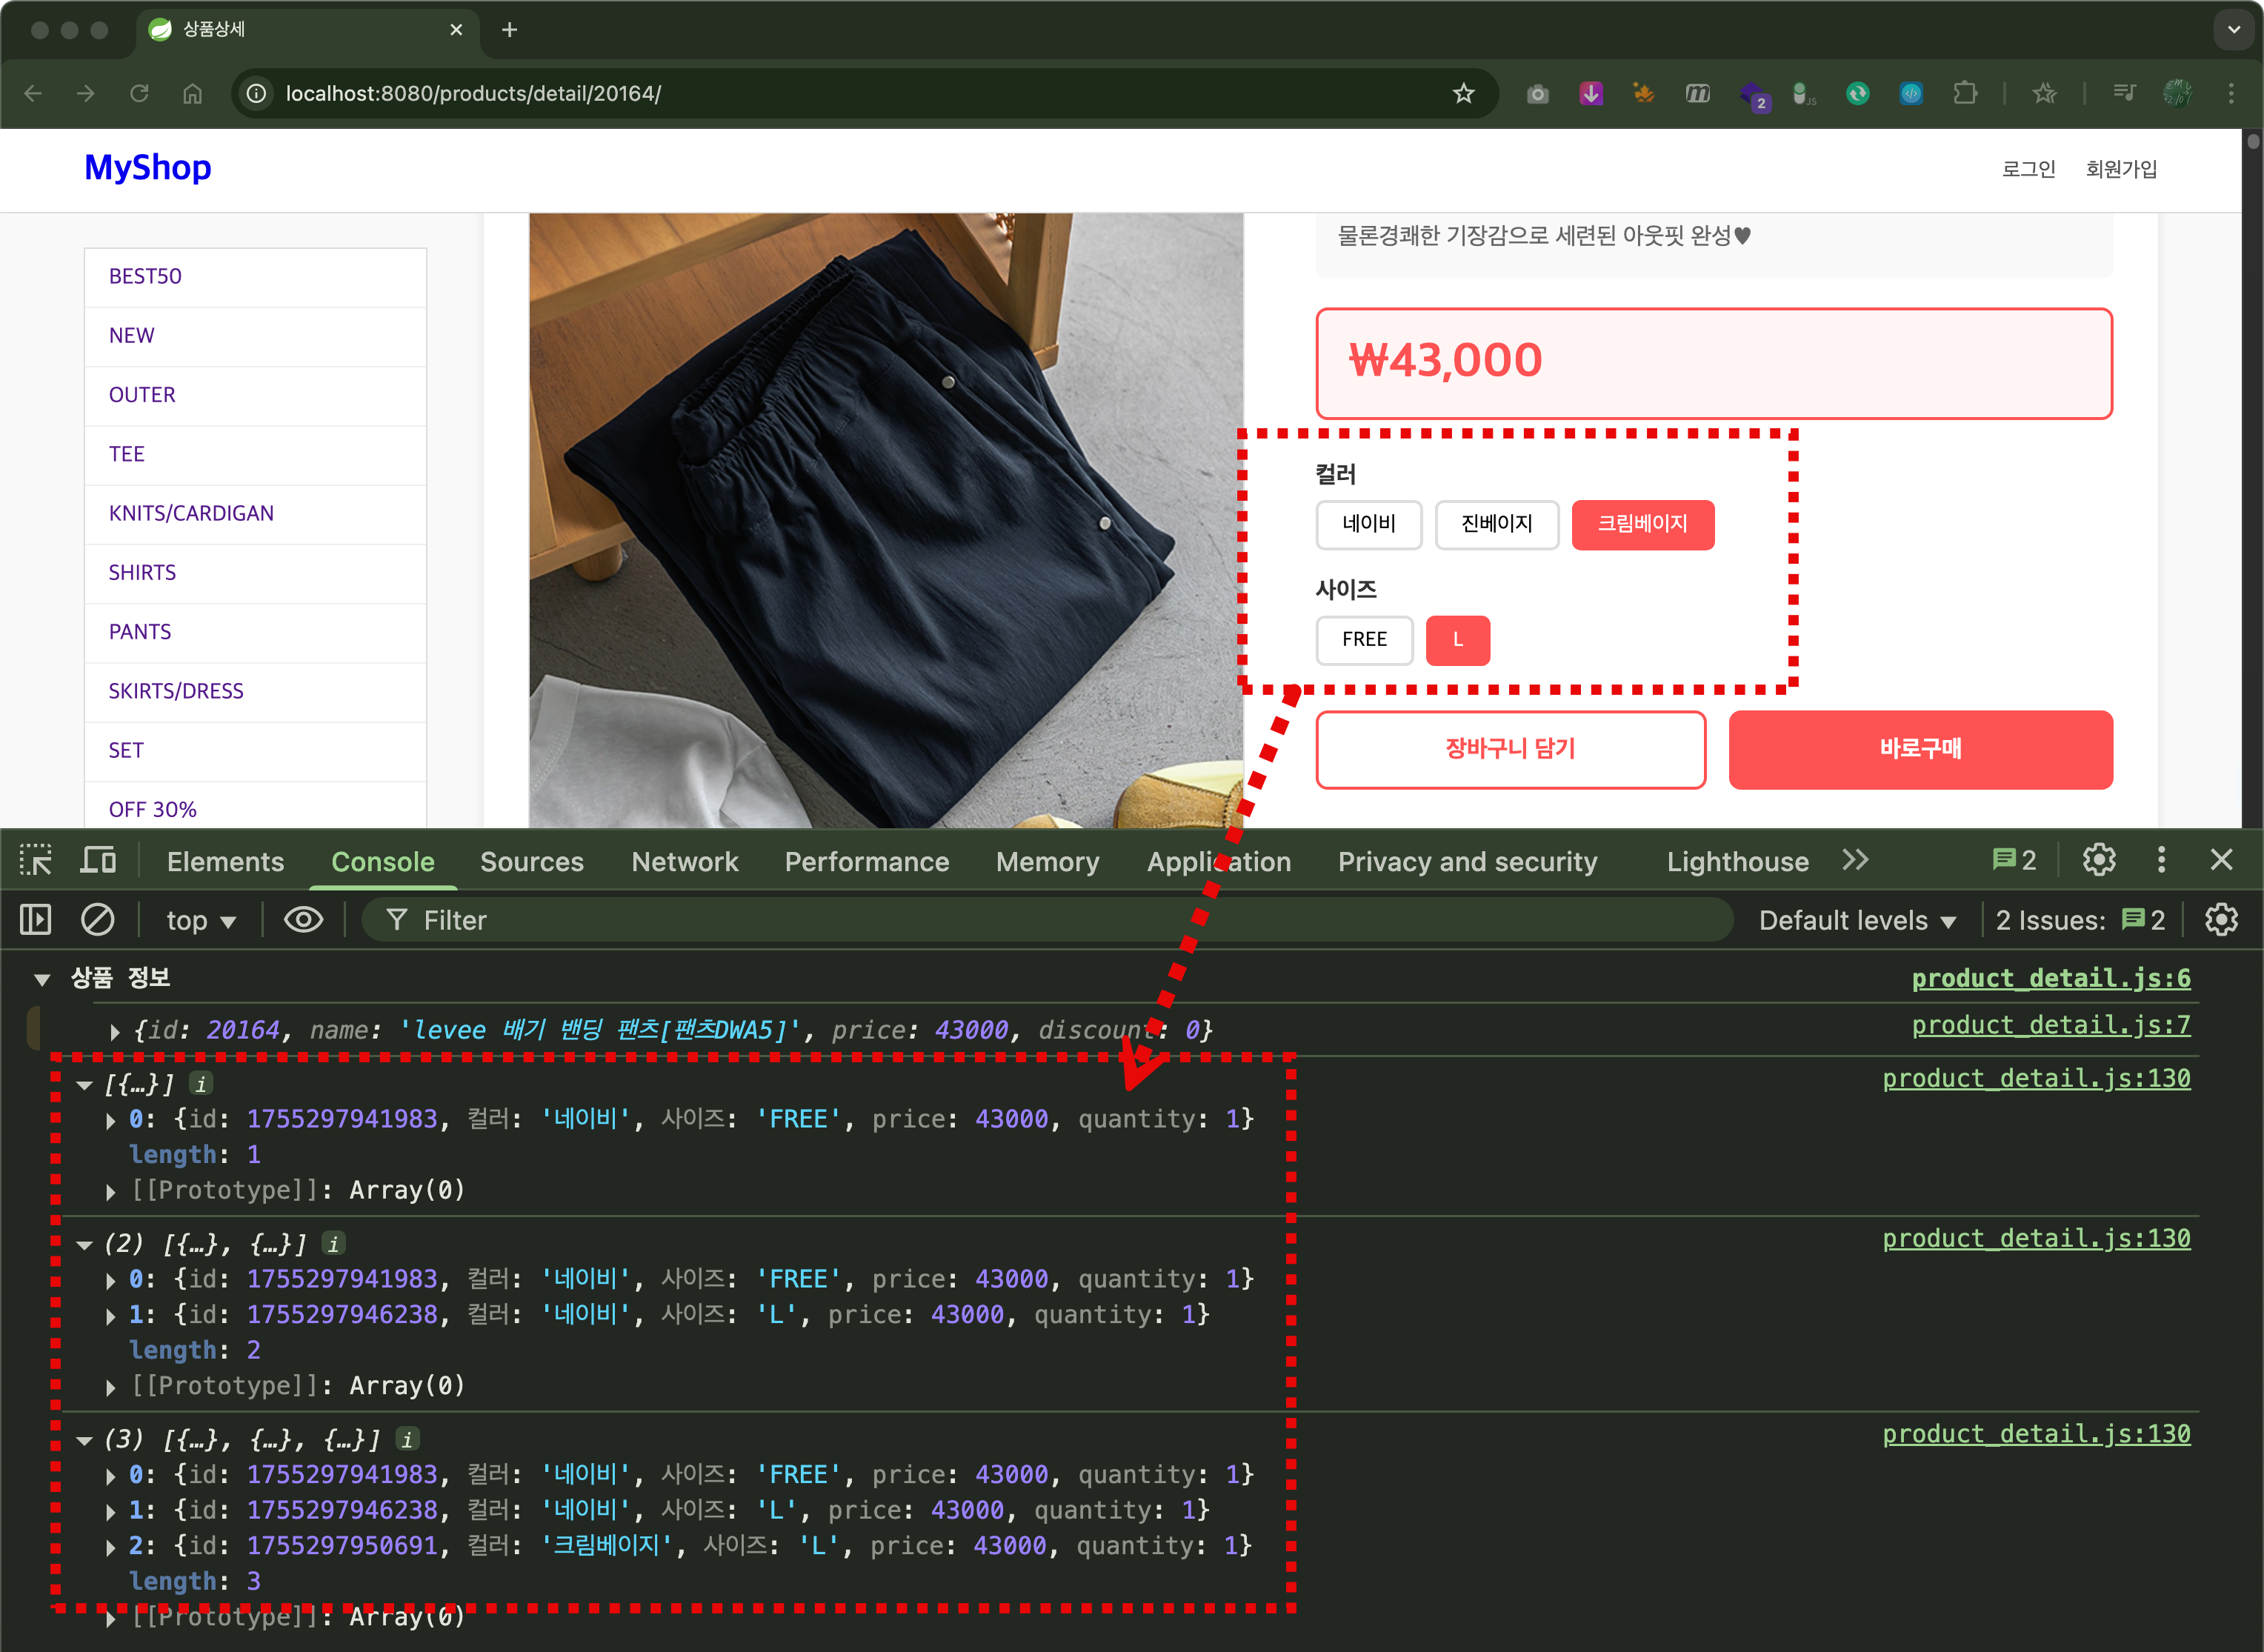 상품상세
localhost:8080/products/detail/20164/
2
JS
MyShop
로그인 회원가입
BEST50
NEW
OUTER
TEE
KNITS/CARDIGAN
SHIRTS
PANTS
SKIRTS/DRESS
SET
OFF 30%
물론경쾌한 기장감으로 세련된 아웃핏 완성♥
₩43,000
컬러
네이비 진베이지 크림베이지
사이즈
FREE L
장바구니 담기 바로구매
Elements Console Sources Network Performance Memory Application Privacy and security Lighthouse 2
top Filter Default levels 2 Issues: 2
상품 정보 product_detail.js:6
{id: 20164, name: 'levee 배기 밴딩 팬츠[팬츠DWA5]', price: 43000, discount: 0} product_detail.js:7
[{…}] i product_detail.js:130
0: {id: 1755297941983, 컬러: '네이비', 사이즈: 'FREE', price: 43000, quantity: 1}
length: 1
[[Prototype]]: Array(0)
(2) [{…}, {…}] i product_detail.js:130
0: {id: 1755297941983, 컬러: '네이비', 사이즈: 'FREE', price: 43000, quantity: 1}
1: {id: 1755297946238, 컬러: '네이비', 사이즈: 'L', price: 43000, quantity: 1}
length: 2
[[Prototype]]: Array(0)
(3) [{…}, {…}, {…}] i product_detail.js:130
0: {id: 1755297941983, 컬러: '네이비', 사이즈: 'FREE', price: 43000, quantity: 1}
1: {id: 1755297946238, 컬러: '네이비', 사이즈: 'L', price: 43000, quantity: 1}
2: {id: 1755297950691, 컬러: '크림베이지', 사이즈: 'L', price: 43000, quantity: 1}
length: 3
[[Prototype]]: Array(0)